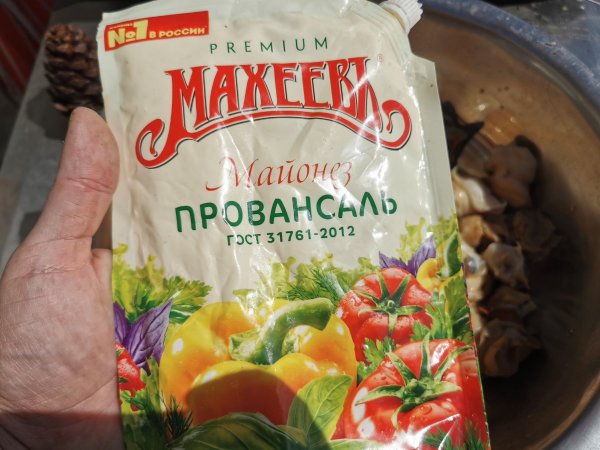 №1 В РОССИИ
PREMIUM
МАХЕЕВЪ
Майонез
ПРОВАНСАЛЬ
ГОСТ 31761-2012